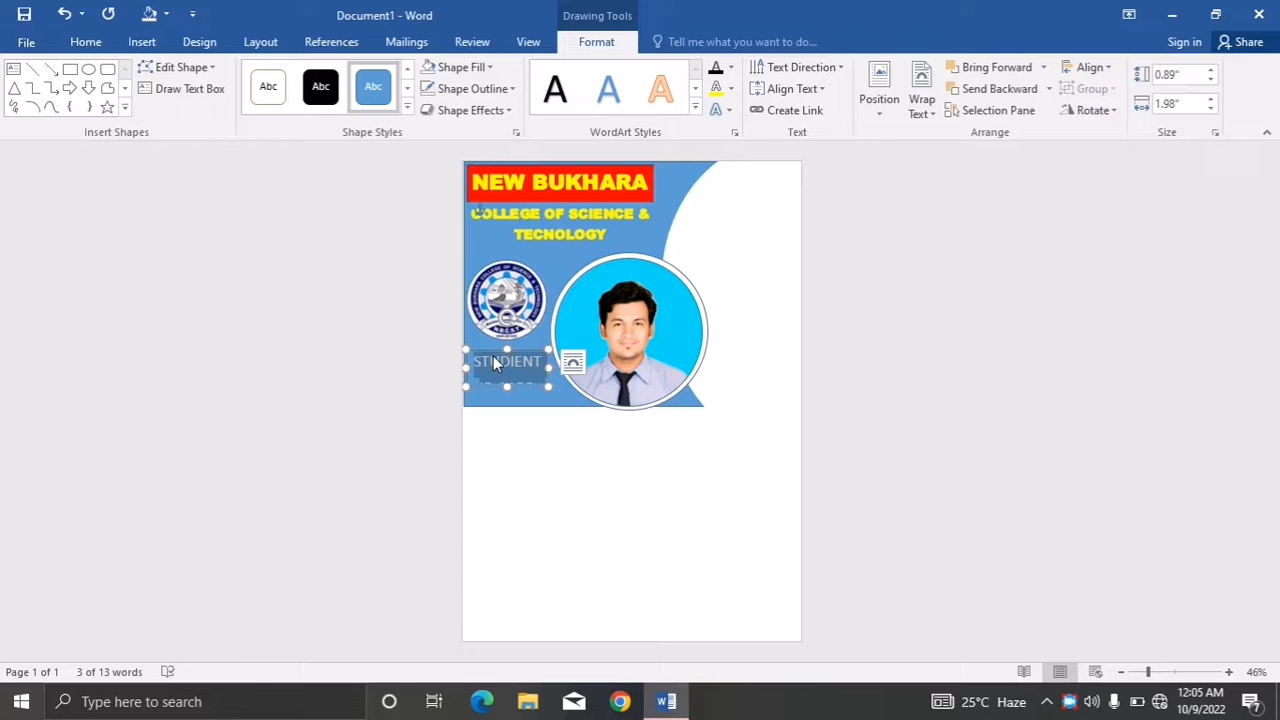 Document1 - Word
Drawing Tools
File
Home
Insert
Design
Layout
References
Mailings
Review
View
Format
Tell me what you want to do...
Sign in
Share
Edit Shape
Draw Text Box
Insert Shapes
Abc
Abc
Abc
Shape Fill
Shape Outline
Shape Effects
Shape Styles
A
A
A
WordArt Styles
Text Direction
Align Text
Create Link
Text
Position
Wrap
Text
Bring Forward
Send Backward
Selection Pane
Align
Group
Rotate
Arrange
0.89"
1.98"
Size
NEW BUKHARA
COLLEGE OF SCIENCE &
TECNOLOGY
STUDIENT
Page 1 of 1
3 of 13 words
46%
Type here to search
25°C Haze
12:05 AM
10/9/2022
7